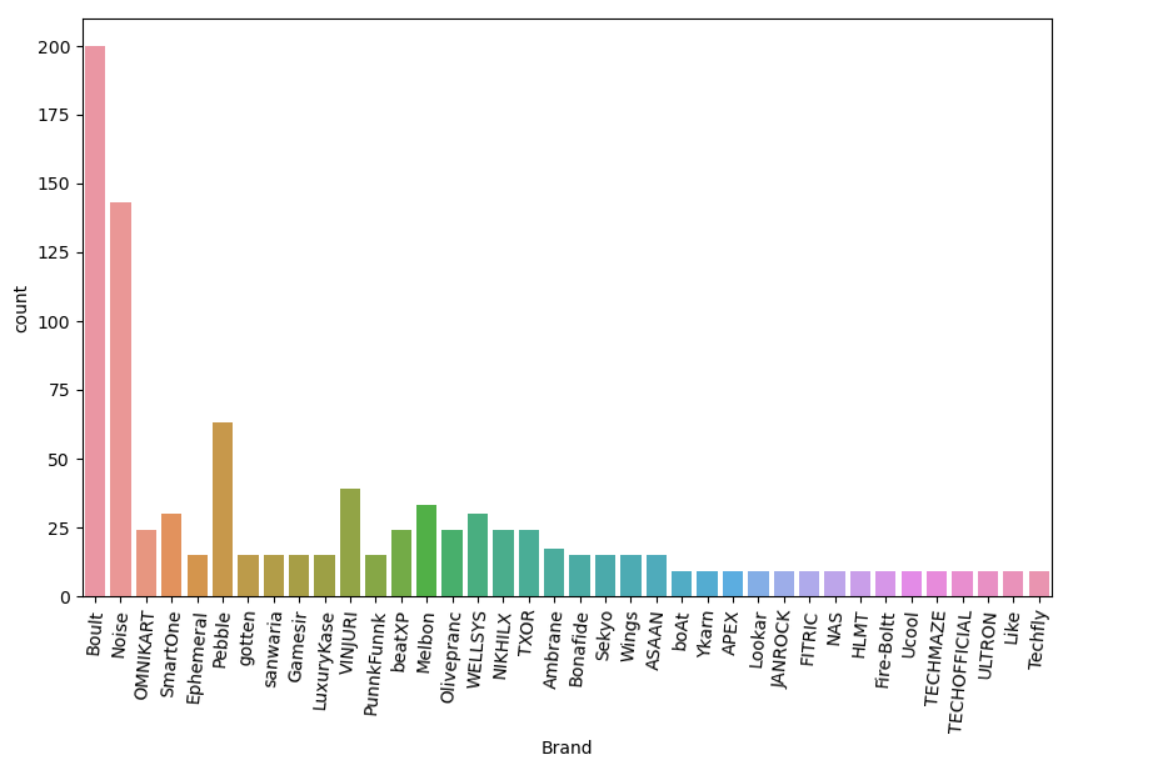 200
175
150
125
100
75
50
25
0
count
Boult
Noise
OMNIKART
SmartOne
Ephemeral
Pebble
gotten
sanwaria
Gamesir
LuxuryKase
VINJURI
PunnkFunnk
beatXP
Melbon
Olivepranc
WELLSYS
NIKHILX
TXOR
Ambrane
Bonafide
Sekyo
Wings
ASAAN
boAt
Ykarn
APEX
Lookar
JANROCK
FITRIC
NAS
HLMT
Fire-Boltt
Ucool
TECHMAZE
TECHOFFICIAL
ULTRON
Like
Techfly
Brand